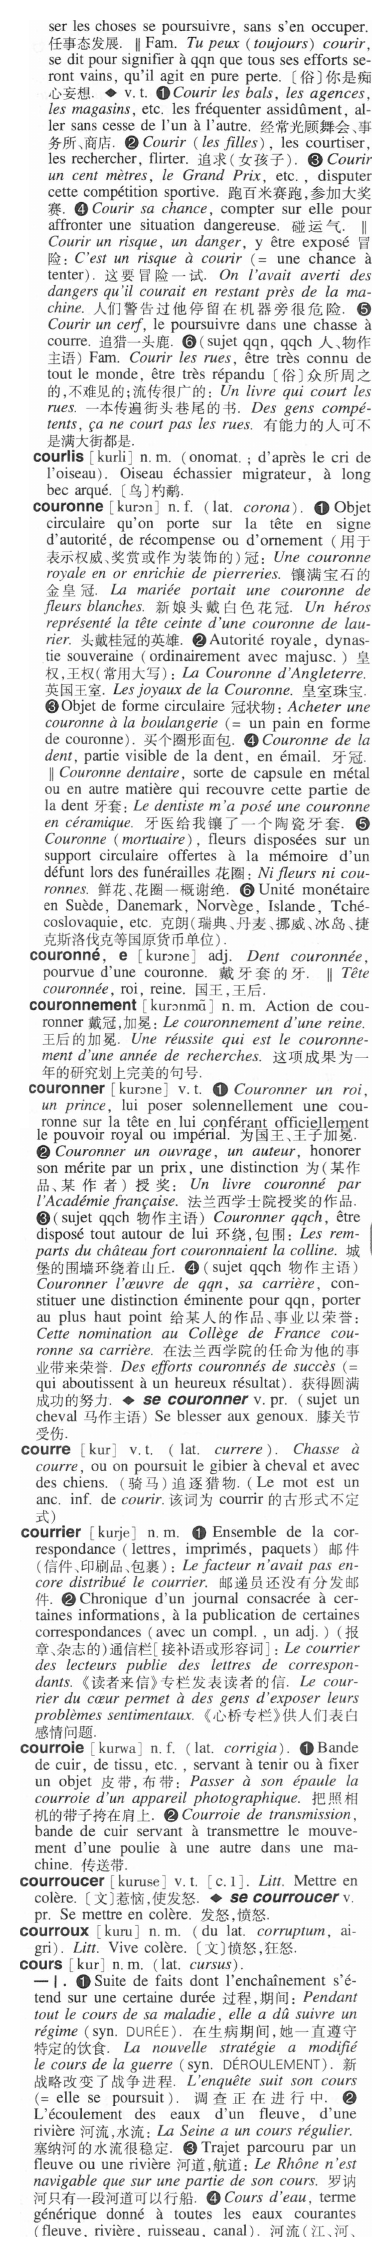 ser les choses se poursuivre, sans s'en occuper.
任事态发展. ‖ Fam. Tu peux (toujours) courir,
se dit pour signifier à qqn que tous ses efforts se-
ront vains, qu'il agit en pure perte. 〔俗〕你是痴
心妄想. ◆ v. t. ❶ Courir les bals, les agences,
les magasins, etc. les fréquenter assidûment, al-
ler sans cesse de l'un à l'autre. 经常光顾舞会、事
务所、商店. ❷ Courir (les filles), les courtiser,
les rechercher, flirter. 追求(女孩子). ❸ Courir
un cent mètres, le Grand Prix, etc., disputer
cette compétition sportive. 跑百米赛跑,参加大奖
赛. ❹ Courir sa chance, compter sur elle pour
affronter une situation dangereuse. 碰运气. ‖
Courir un risque, un danger, y être exposé 冒
险: C'est un risque à courir (= une chance à
tenter). 这要冒险一试. On l'avait averti des
dangers qu'il courait en restant près de la ma-
chine. 人们警告过他停留在机器旁很危险. ❺
Courir un cerf, le poursuivre dans une chasse à
courre. 追猎一头鹿. ❻ (sujet qqn, qqch 人、物作
主语) Fam. Courir les rues, être très connu de
tout le monde, être très répandu 〔俗〕众所周之
的,不难见的;流传很广的: Un livre qui court les
rues. 一本传遍街头巷尾的书. Des gens compé-
tents, ça ne court pas les rues. 有能力的人可不
是满大街都是.
courlis [kurli] n. m. (onomat. ; d'après le cri de
l'oiseau). Oiseau échassier migrateur, à long
bec arqué. 〔鸟〕杓鹬.
couronne [kurɔn] n. f. (lat. corona). ❶ Objet
circulaire qu'on porte sur la tête en signe
d'autorité, de récompense ou d'ornement (用于
表示权威、奖赏或作为装饰的)冠: Une couronne
royale en or enrichie de pierreries. 镶满宝石的
金皇冠. La mariée portait une couronne de
fleurs blanches. 新娘头戴白色花冠. Un héros
représenté la tête ceinte d'une couronne de lau-
rier. 头戴桂冠的英雄. ❷ Autorité royale, dynas-
tie souveraine (ordinairement avec majusc.) 皇
权,王权(常用大写): La Couronne d'Angleterre.
英国王室. Les joyaux de la Couronne. 皇室珠宝.
❸ Objet de forme circulaire 冠状物: Acheter une
couronne à la boulangerie (= un pain en forme
de couronne). 买个圈形面包. ❹ Couronne de la
dent, partie visible de la dent, en émail. 牙冠.
‖ Couronne dentaire, sorte de capsule en métal
ou en autre matière qui recouvre cette partie de
la dent 牙套: Le dentiste m'a posé une couronne
en céramique. 牙医给我镶了一个陶瓷牙套. ❺
Couronne (mortuaire), fleurs disposées sur un
support circulaire offertes à la mémoire d'un
défunt lors des funérailles 花圈: Ni fleurs ni cou-
ronnes. 鲜花、花圈一概谢绝. ❻ Unité monétaire
en Suède, Danemark, Norvège, Islande, Tché-
coslovaquie, etc. 克朗(瑞典、丹麦、挪威、冰岛、捷
克斯洛伐克等国原货币单位).
couronné, e [kurɔne] adj. Dent couronnée,
pourvue d'une couronne. 戴牙套的牙. ‖ Tête
couronnée, roi, reine. 国王,王后.
couronnement [kurɔnmɑ̃] n. m. Action de cou-
ronner 戴冠,加冕: Le couronnement d'une reine.
王后的加冕. Une réussite qui est le couronne-
ment d'une année de recherches. 这项成果为一
年的研究划上完美的句号.
couronner [kurɔne] v. t. ❶ Couronner un roi,
un prince, lui poser solennellement une cou-
ronne sur la tête en lui conférant officiellement
le pouvoir royal ou impérial. 为国王、王子加冕.
❷ Couronner un ouvrage, un auteur, honorer
son mérite par un prix, une distinction 为(某作
品、某作者)授奖: Un livre couronné par
l'Académie française. 法兰西学士院授奖的作品.
❸ (sujet qqch 物作主语) Couronner qqch, être
disposé tout autour de lui 环绕,包围: Les rem-
parts du château fort couronnaient la colline. 城
堡的围墙环绕着山丘. ❹ (sujet qqch 物作主语)
Couronner l'œuvre de qqn, sa carrière, con-
stituer une distinction éminente pour qqn, porter
au plus haut point 给某人的作品、事业以荣誉:
Cette nomination au Collège de France cou-
ronne sa carrière. 在法兰西学院的任命为他的事
业带来荣誉. Des efforts couronnés de succès (=
qui aboutissent à un heureux résultat). 获得圆满
成功的努力. ◆ se couronner v. pr. (sujet un
cheval 马作主语) Se blesser aux genoux. 膝关节
受伤.
courre [kur] v. t. (lat. currere). Chasse à
courre, ou on poursuit le gibier à cheval et avec
des chiens. (骑马)追逐猎物. (Le mot est un
anc. inf. de courir. 该词为 courrir 的古形式不定
式)
courrier [kurje] n. m. ❶ Ensemble de la cor-
respondance (lettres, imprimés, paquets) 邮件
(信件、印刷品、包裹): Le facteur n'avait pas en-
core distribué le courrier. 邮递员还没有分发邮
件. ❷ Chronique d'un journal consacrée à cer-
taines informations, à la publication de certaines
correspondances (avec un compl., un adj.) (报
章、杂志的)通信栏[接补语或形容词]: Le courrier
des lecteurs publie des lettres de correspon-
dants. 《读者来信》专栏发表读者的信. Le cour-
rier du cœur permet à des gens d'exposer leurs
problèmes sentimentaux. 《心桥专栏》供人们表白
感情问题.
courroie [kurwa] n. f. (lat. corrigia). ❶ Bande
de cuir, de tissu, etc., servant à tenir ou à fixer
un objet 皮带,布带: Passer à son épaule la
courroie d'un appareil photographique. 把照相
机的带子挎在肩上. ❷ Courroie de transmission,
bande de cuir servant à transmettre le mouve-
ment d'une poulie à une autre dans une ma-
chine. 传送带.
courroucer [kuruse] v. t. [c. 1]. Litt. Mettre en
colère. 〔文〕惹恼,使发怒. ◆ se courroucer v.
pr. Se mettre en colère. 发怒,愤怒.
courroux [kuru] n. m. (du lat. corruptum, ai-
gri). Litt. Vive colère. 〔文〕愤怒,狂怒.
cours [kur] n. m. (lat. cursus).
— I. ❶ Suite de faits dont l'enchaînement s'é-
tend sur une certaine durée 过程,期间: Pendant
tout le cours de sa maladie, elle a dû suivre un
régime (syn. DURÉE). 在生病期间,她一直遵守
特定的饮食. La nouvelle stratégie a modifié
le cours de la guerre (syn. DÉROULEMENT). 新
战略改变了战争进程. L'enquête suit son cours
(= elle se poursuit). 调查正在进行中. ❷
L'écoulement des eaux d'un fleuve, d'une
rivière 河流,水流: La Seine a un cours régulier.
塞纳河的水流很稳定. ❸ Trajet parcouru par un
fleuve ou une rivière 河道,航道: Le Rhône n'est
navigable que sur une partie de son cours. 罗讷
河只有一段河道可以行船. ❹ Cours d'eau, terme
générique donné à toutes les eaux courantes
(fleuve, rivière, ruisseau, canal). 河流(江、河、